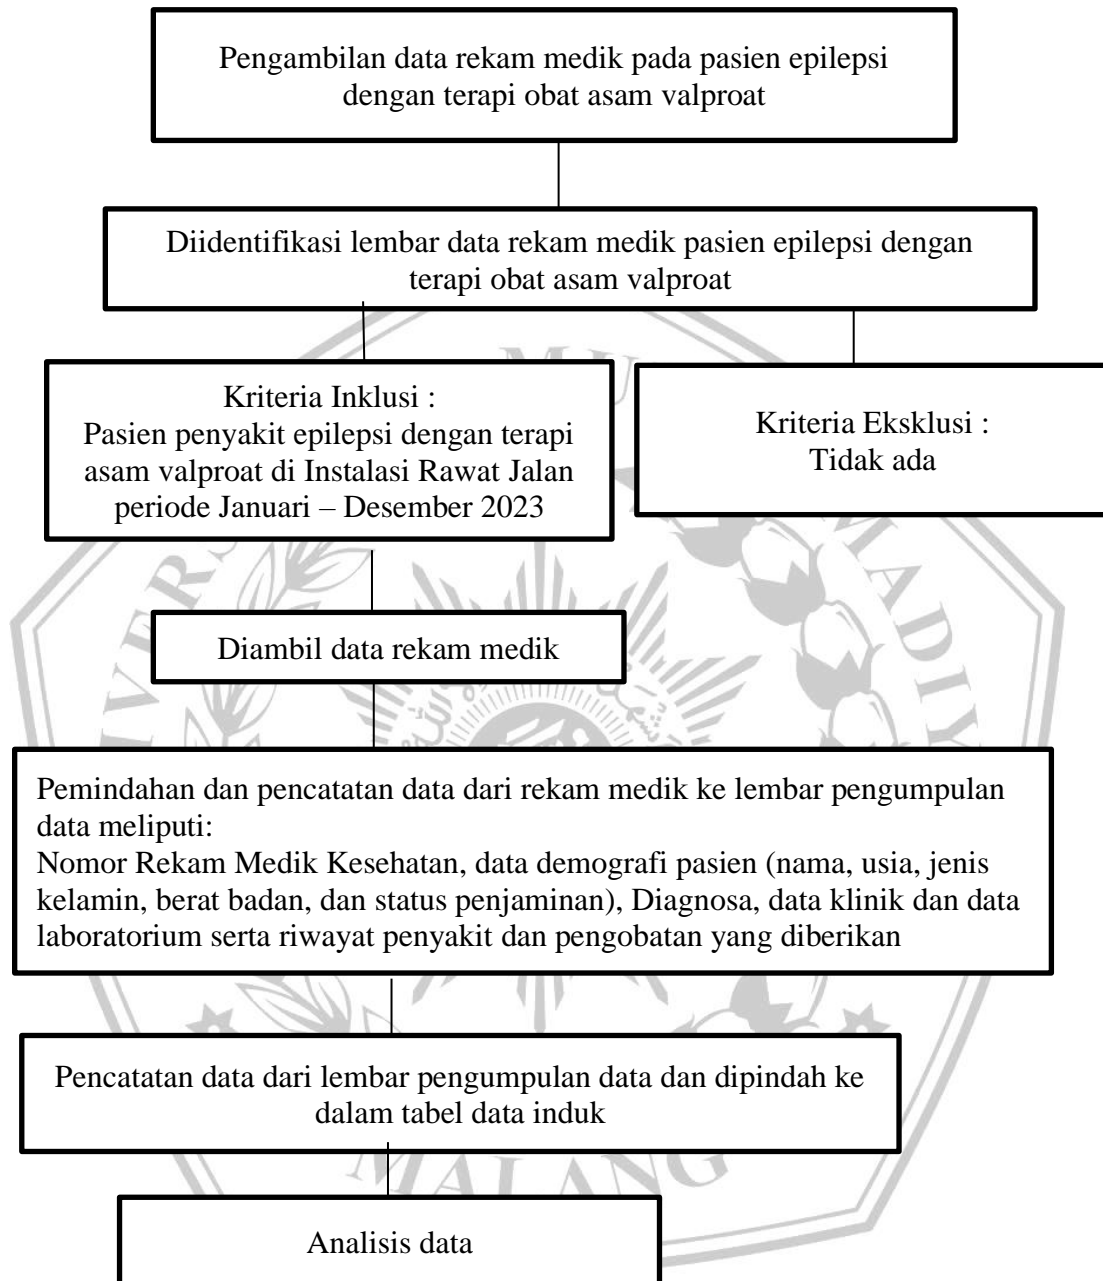 Pengambilan data rekam medik pada pasien epilepsi
dengan terapi obat asam valproat
Diidentifikasi lembar data rekam medik pasien epilepsi dengan
terapi obat asam valproat
Kriteria Inklusi :
Pasien penyakit epilepsi dengan terapi
asam valproat di Instalasi Rawat Jalan
periode Januari – Desember 2023
Kriteria Eksklusi :
Tidak ada
Diambil data rekam medik
Pemindahan dan pencatatan data dari rekam medik ke lembar pengumpulan
data meliputi:
Nomor Rekam Medik Kesehatan, data demografi pasien (nama, usia, jenis
kelamin, berat badan, dan status penjaminan), Diagnosa, data klinik dan data
laboratorium serta riwayat penyakit dan pengobatan yang diberikan
Pencatatan data dari lembar pengumpulan data dan dipindah ke
dalam tabel data induk
Analisis data
MALANG